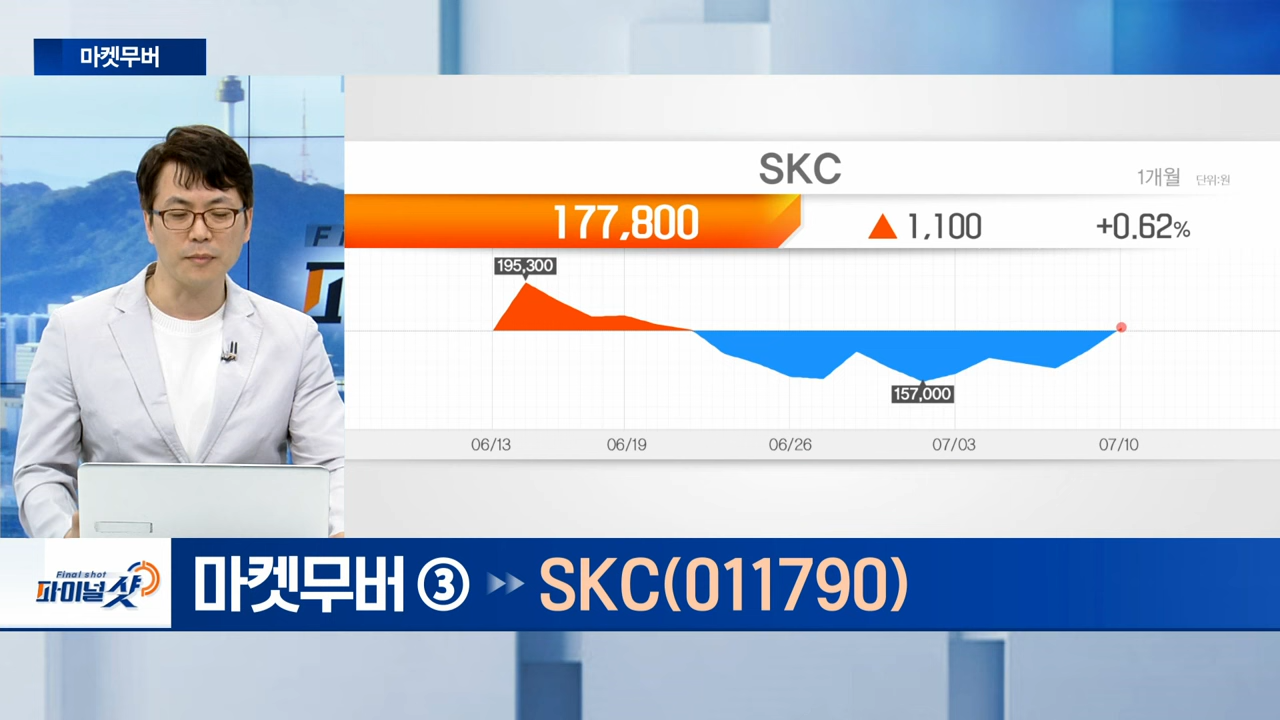 마켓무버
SKC
1개월 단위:원
177,800 ▲ 1,100 +0.62%
195,300
157,000
06/13 06/19 06/26 07/03 07/10
Final shot
파이널샷
마켓무버 ③ SKC(011790)